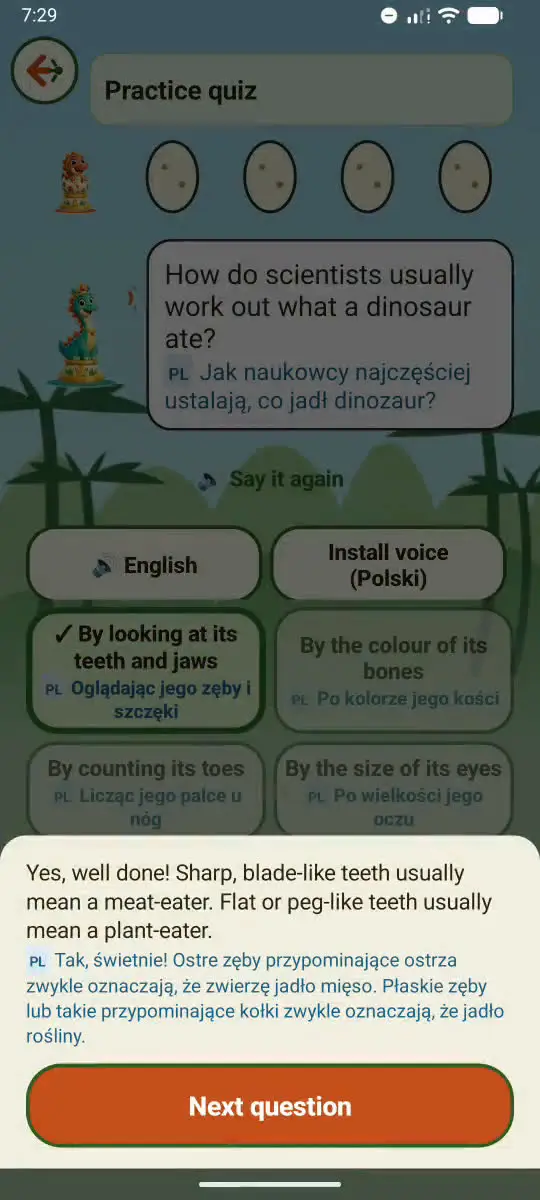 7:29
Practice quiz
How do scientists usually
work out what a dinosaur
ate?
PL Jak naukowcy najczęściej
ustalają, co jadł dinozaur?
Say it again
English
Install voice
(Polski)
✓ By looking at its
teeth and jaws
PL Oglądając jego zęby i
szczęki
By the colour of its
bones
PL Po kolorze jego kości
By counting its toes
PL Licząc jego palce u
nóg
By the size of its eyes
PL Po wielkości jego
oczu
Yes, well done! Sharp, blade-like teeth usually
mean a meat-eater. Flat or peg-like teeth usually
mean a plant-eater.
PL Tak, świetnie! Ostre zęby przypominające ostrza
zwykle oznaczają, że zwierzę jadło mięso. Płaskie zęby
lub takie przypominające kołki zwykle oznaczają, że jadło
rośliny.
Next question